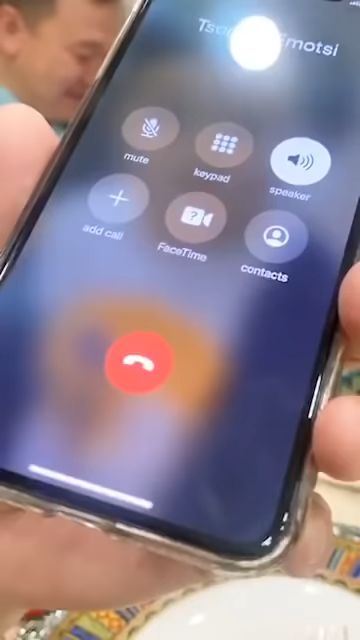 mute
keypad
speaker
add call
FaceTime
contacts